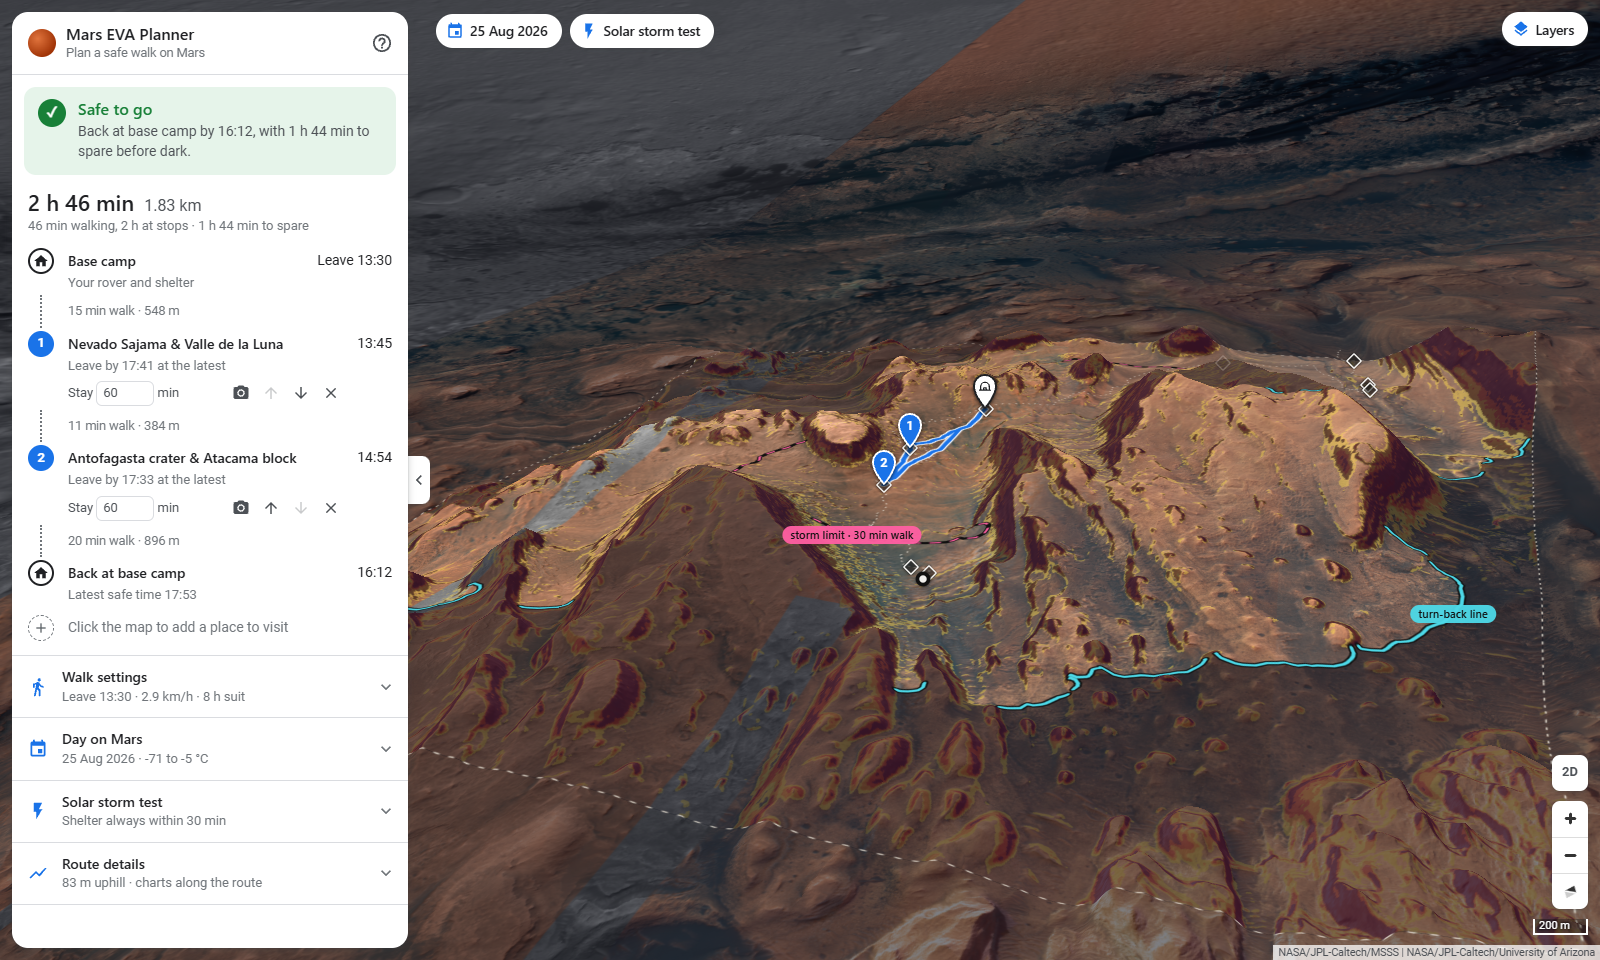 Mars EVA Planner
Plan a safe walk on Mars
Safe to go
Back at base camp by 16:12, with 1 h 44 min to
spare before dark.
2 h 46 min 1.83 km
46 min walking, 2 h at stops · 1 h 44 min to spare
Base camp Leave 13:30
Your rover and shelter
15 min walk · 548 m
1 Nevado Sajama & Valle de la Luna 13:45
Leave by 17:41 at the latest
Stay 60 min
11 min walk · 384 m
2 Antofagasta crater & Atacama block 14:54
Leave by 17:33 at the latest
Stay 60 min
20 min walk · 896 m
Back at base camp 16:12
Latest safe time 17:53
Click the map to add a place to visit
Walk settings
Leave 13:30 · 2.9 km/h · 8 h suit
Day on Mars
25 Aug 2026 · -71 to -5 °C
Solar storm test
Shelter always within 30 min
Route details
83 m uphill · charts along the route
25 Aug 2026
Solar storm test
Layers
1
2
storm limit · 30 min walk
turn-back line
2D
200 m
NASA/JPL-Caltech/MSSS | NASA/JPL-Caltech/University of Arizona